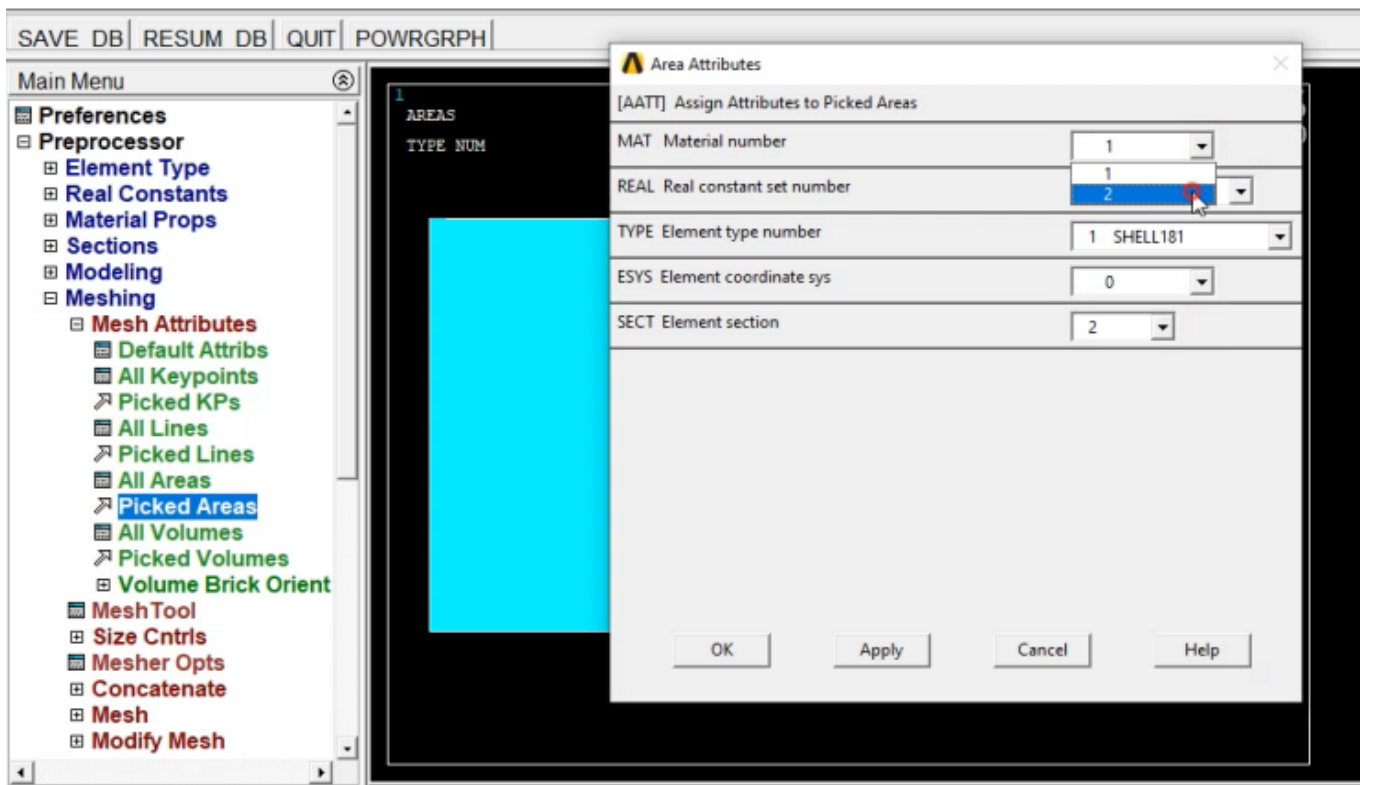 SAVE_DB RESUM_DB QUIT POWRGRPH
Main Menu
Preferences
Preprocessor
Element Type
Real Constants
Material Props
Sections
Modeling
Meshing
Mesh Attributes
Default Attribs
All Keypoints
Picked KPs
All Lines
Picked Lines
All Areas
Picked Areas
All Volumes
Picked Volumes
Volume Brick Orient
MeshTool
Size Cntrls
Mesher Opts
Concatenate
Mesh
Modify Mesh
1
AREAS
TYPE NUM
Area Attributes
[AATT] Assign Attributes to Picked Areas
MAT Material number 1
1
2
REAL Real constant set number
TYPE Element type number 1 SHELL181
ESYS Element coordinate sys 0
SECT Element section 2
OK Apply Cancel Help